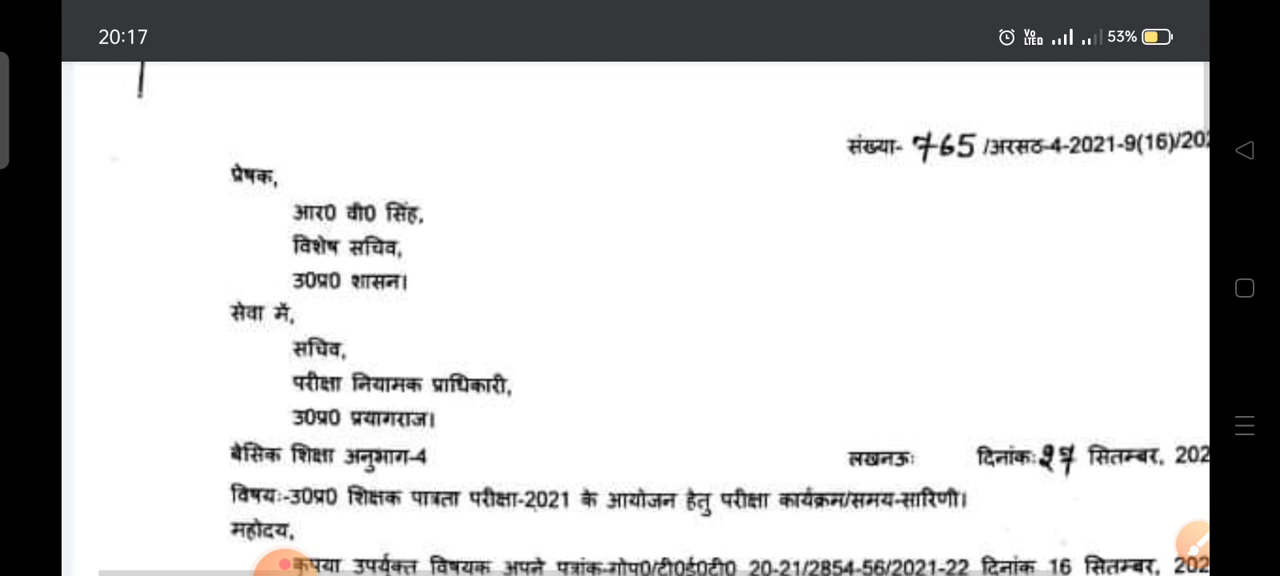 20:17
Vo LTE 53%
संख्या- 765 /अरसठ-4-2021-9(16)/202
प्रेषक,
आर0 वी0 सिंह,
विशेष सचिव,
उ0प्र0 शासन।
सेवा में,
सचिव,
परीक्षा नियामक प्राधिकारी,
उ0प्र0 प्रयागराज।
बेसिक शिक्षा अनुभाग-4 लखनऊः दिनांकः27 सितम्बर, 202
विषयः-उ0प्र0 शिक्षक पात्रता परीक्षा-2021 के आयोजन हेतु परीक्षा कार्यक्रम/समय-सारिणी।
महोदय,
कृपया उपर्युक्त विषयक अपने पत्रांक-गोप0/टी0ई0टी0 20-21/2854-56/2021-22 दिनांक 16 सितम्बर, 202